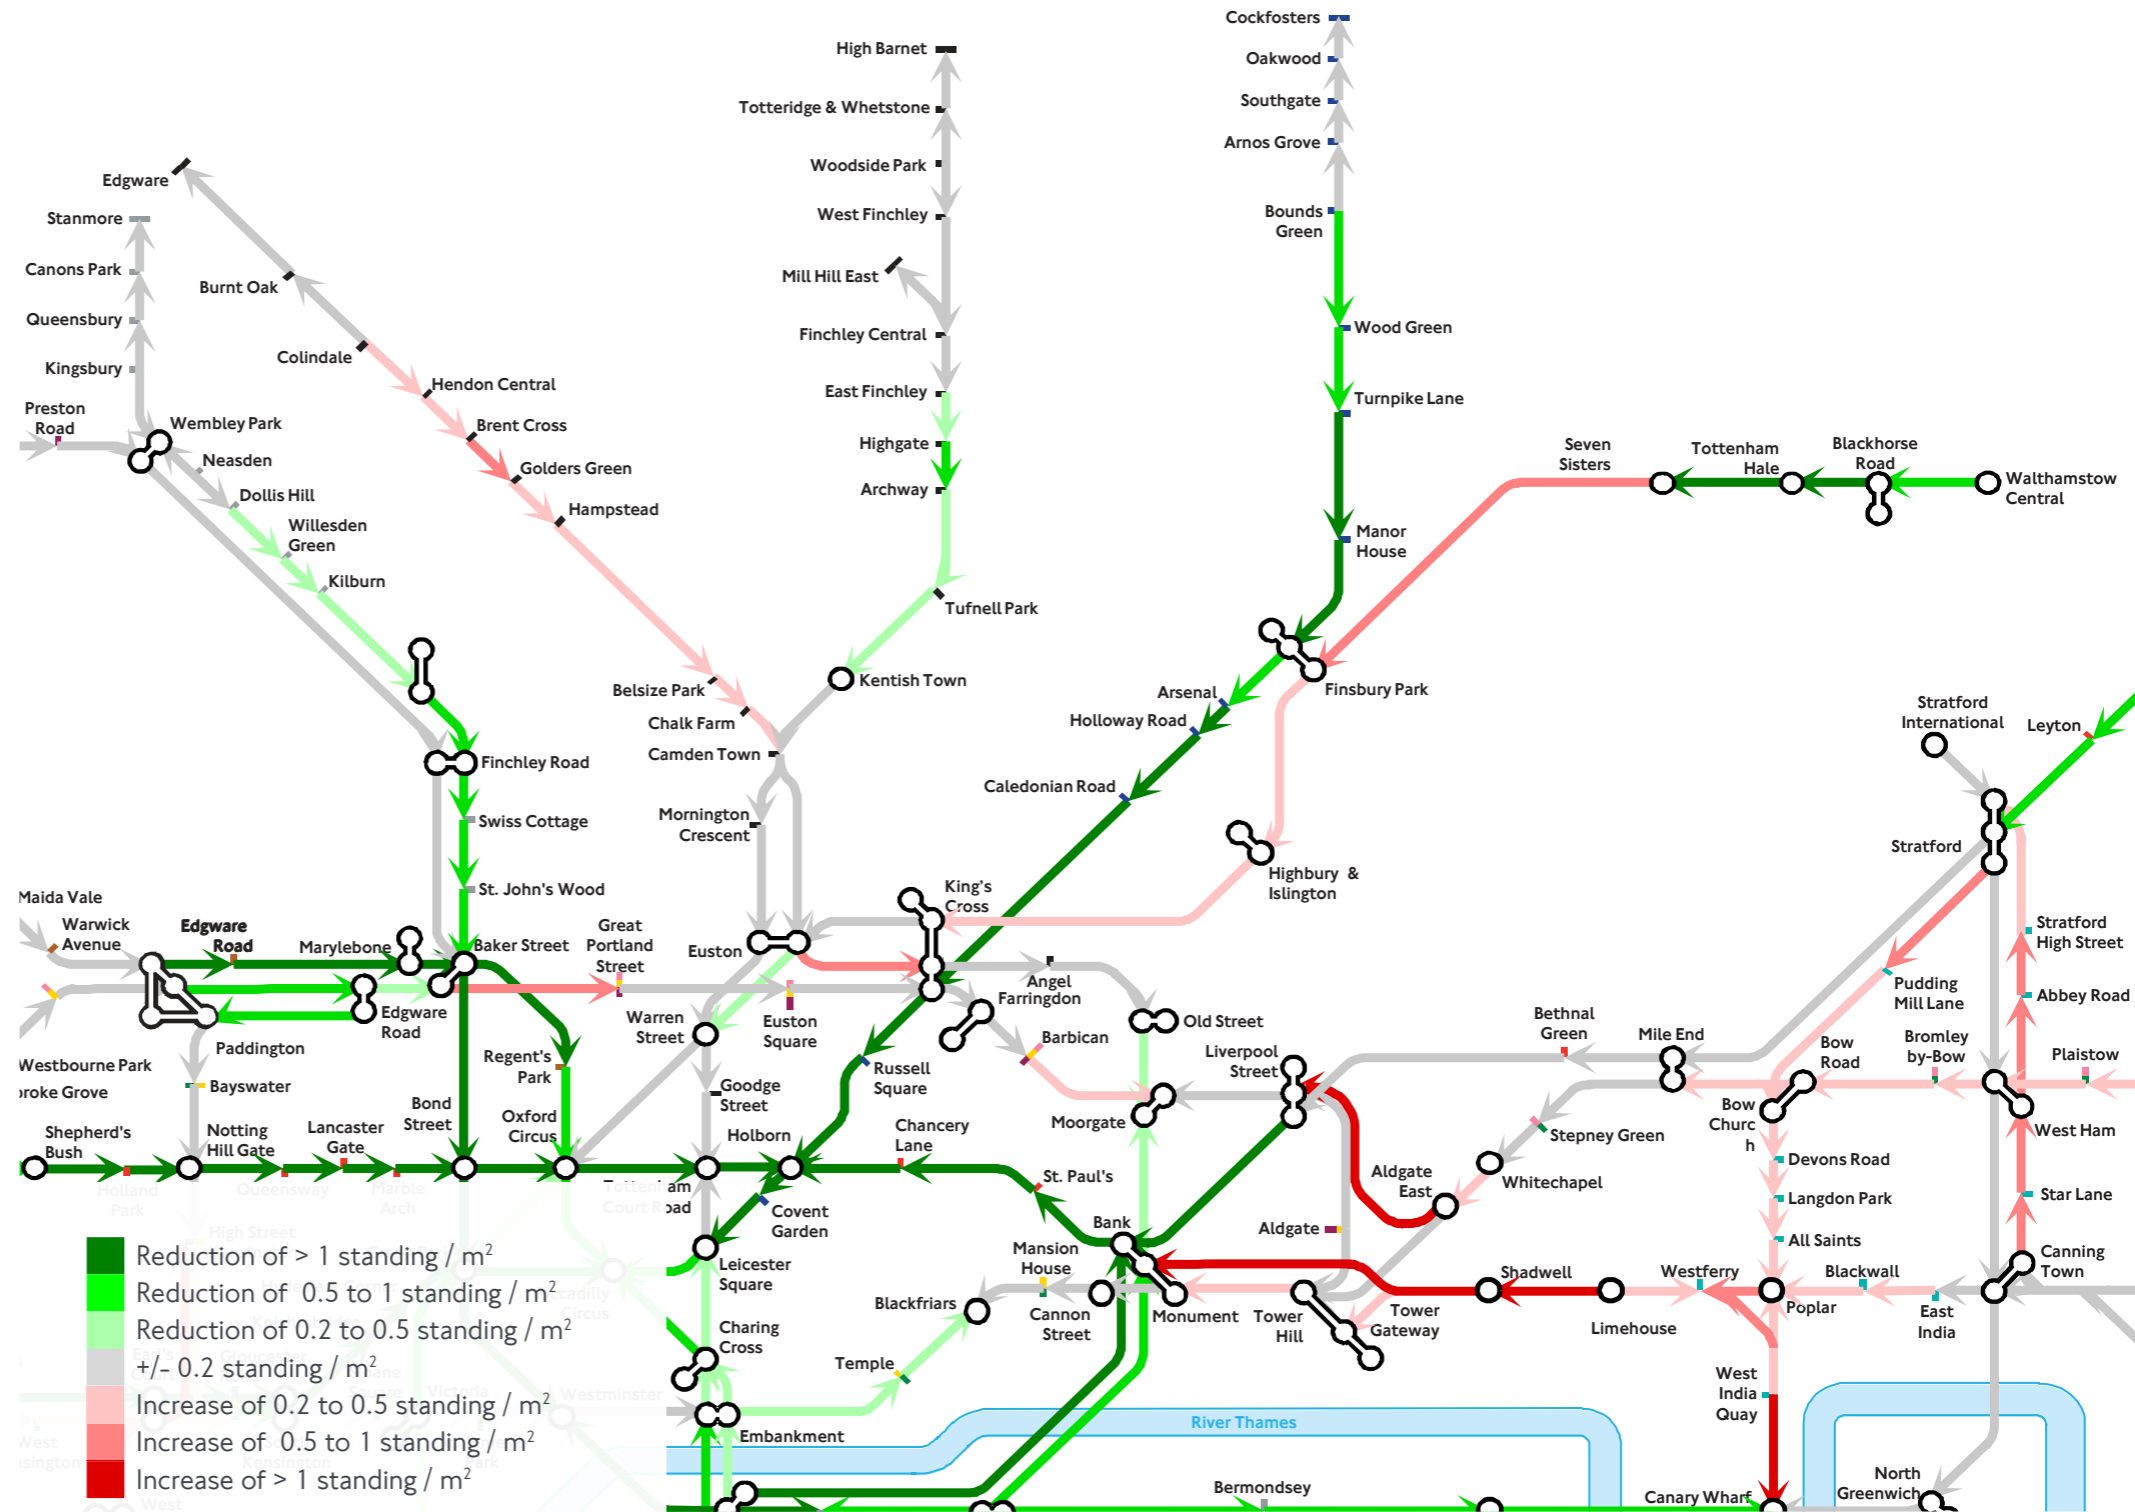 Cockfosters
Oakwood
Southgate
Arnos Grove
Bounds
Green
Wood Green
Turnpike Lane
Manor
House
High Barnet
Totteridge & Whetstone
Woodside Park
West Finchley
Mill Hill East
Finchley Central
East Finchley
Highgate
Archway
Tufnell Park
Kentish Town
Edgware
Burnt Oak
Colindale
Hendon Central
Brent Cross
Golders Green
Hampstead
Belsize Park
Chalk Farm
Camden Town
Mornington
Crescent
Stanmore
Canons Park
Queensbury
Kingsbury
Preston
Road
Wembley Park
Neasden
Dollis Hill
Willesden
Green
Kilburn
Finchley Road
Swiss Cottage
St. John's Wood
Seven
Sisters
Tottenham
Hale
Blackhorse
Road
Walthamstow
Central
Finsbury Park
Arsenal
Holloway Road
Caledonian Road
Highbury &
Islington
Stratford
International
Leyton
Stratford
Maida Vale
Warwick
Avenue
Edgware
Road
Marylebone
Baker Street
Great
Portland
Street
Euston
King's
Cross
Angel
Farringdon
Barbican
Old Street
Edgware
Road
Paddington
Regent's
Park
Warren
Street
Euston
Square
Russell
Square
Liverpool
Street
Bethnal
Green
Mile End
Bow
Road
Bromley
by-Bow
Plaistow
Pudding
Mill Lane
Stratford
High Street
Abbey Road
Westbourne Park
broke Grove
Bayswater
Bond
Street
Oxford
Circus
Goodge
Street
Holborn
Chancery
Lane
Moorgate
Stepney Green
Whitechapel
Bow
Churc
h
West Ham
Devons Road
Langdon Park
Star Lane
All Saints
Shepherd's
Bush
Notting
Hill Gate
Lancaster
Gate
Holland
Park
Queensway
Marble
Arch
Tottenham
Court Road
Covent
Garden
St. Paul's
Bank
Aldgate
East
Aldgate
High Street
Leicester
Square
Mansion
House
Blackfriars
Cannon
Street
Monument
Tower
Hill
Tower
Gateway
Shadwell
Limehouse
Westferry
Poplar
Blackwall
East
India
Canning
Town
Charing
Cross
Temple
Embankment
Westminster
Victoria
West
India
Quay
River Thames
Bermondsey
Canary Wharf
North
Greenwich
Reduction of > 1 standing / m²
Reduction of 0.5 to 1 standing / m²
Reduction of 0.2 to 0.5 standing / m²
+/- 0.2 standing / m²
Increase of 0.2 to 0.5 standing / m²
Increase of 0.5 to 1 standing / m²
Increase of > 1 standing / m²